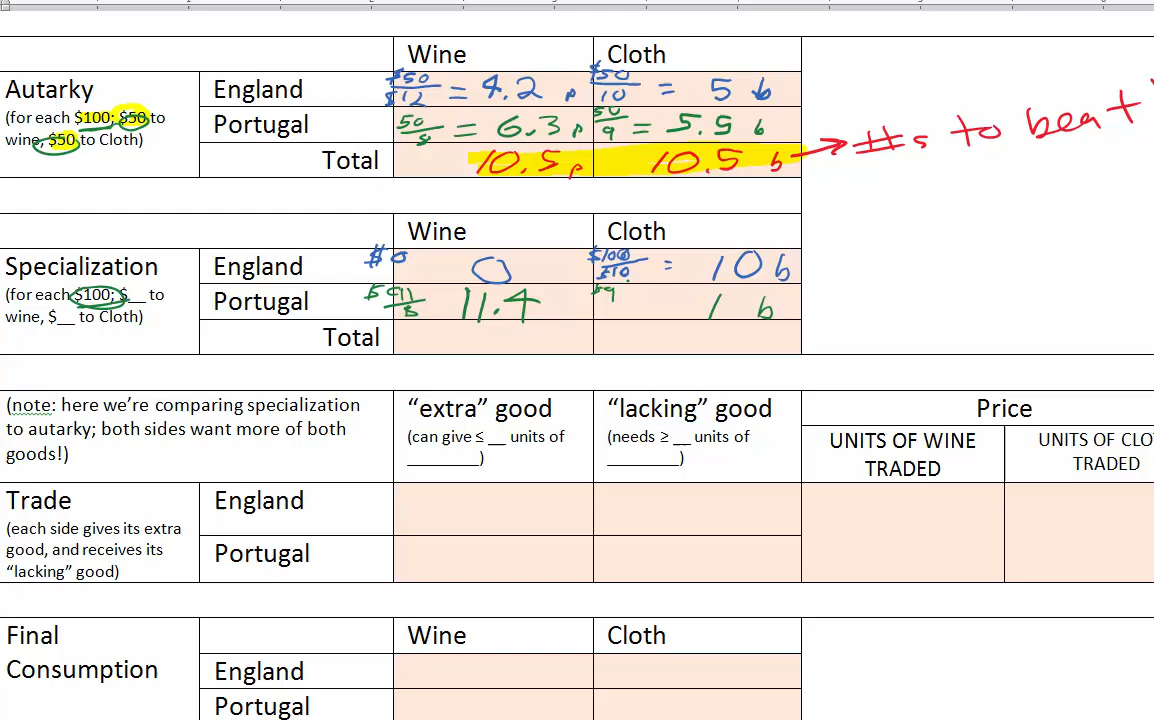 Wine Cloth
Autarky England $50/$12 = 4.2 p $50/10 = 5 b
(for each $100; $50 to
wine, $50 to Cloth)
Portugal 50/8 = 6.3 p 50/9 = 5.5 b
Total 10.5 p 10.5 b → #s to beat
Wine Cloth
Specialization England $0 0 $100/$10 = 10 b
(for each $100; $__ to
wine, $__ to Cloth)
Portugal $91/8 11.4 $9 1 b
Total
(note: here we’re comparing specialization
to autarky; both sides want more of both
goods!)
“extra” good
(can give ≤ __ units of
________)
“lacking” good
(needs ≥ __ units of
________)
Price
UNITS OF WINE
TRADED
UNITS OF CLO
TRADED
Trade
(each side gives its extra
good, and receives its
“lacking” good)
England
Portugal
Final
Consumption
Wine Cloth
England
Portugal